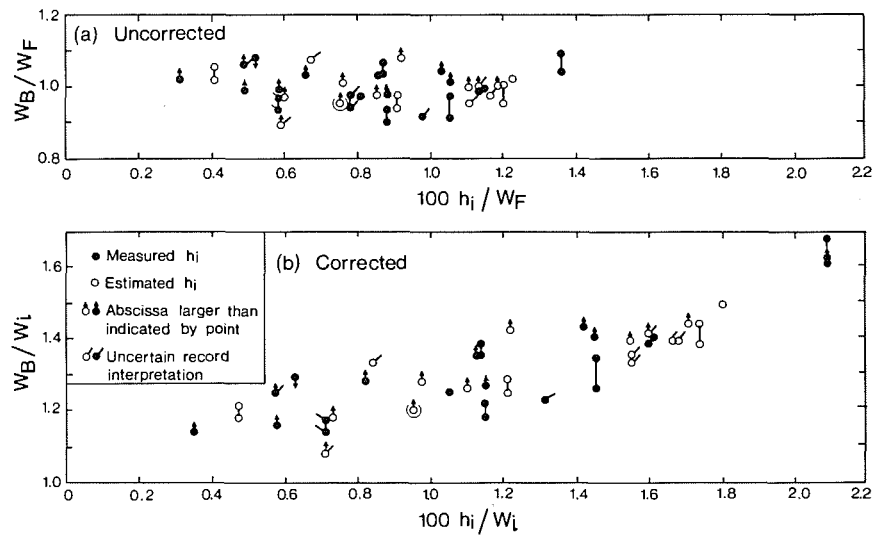 (a) Uncorrected
W_B/W_F
1.2
1.0
0.8
0 0.2 0.4 0.6 0.8 1.0 1.2 1.4 1.6 1.8 2.0 2.2
100 h_i / W_F
(b) Corrected
Measured h_i
Estimated h_i
Abscissa larger than
indicated by point
Uncertain record
interpretation
W_B/W_i
1.6
1.4
1.2
1.0
0 0.2 0.4 0.6 0.8 1.0 1.2 1.4 1.6 1.8 2.0 2.2
100 h_i/W_i